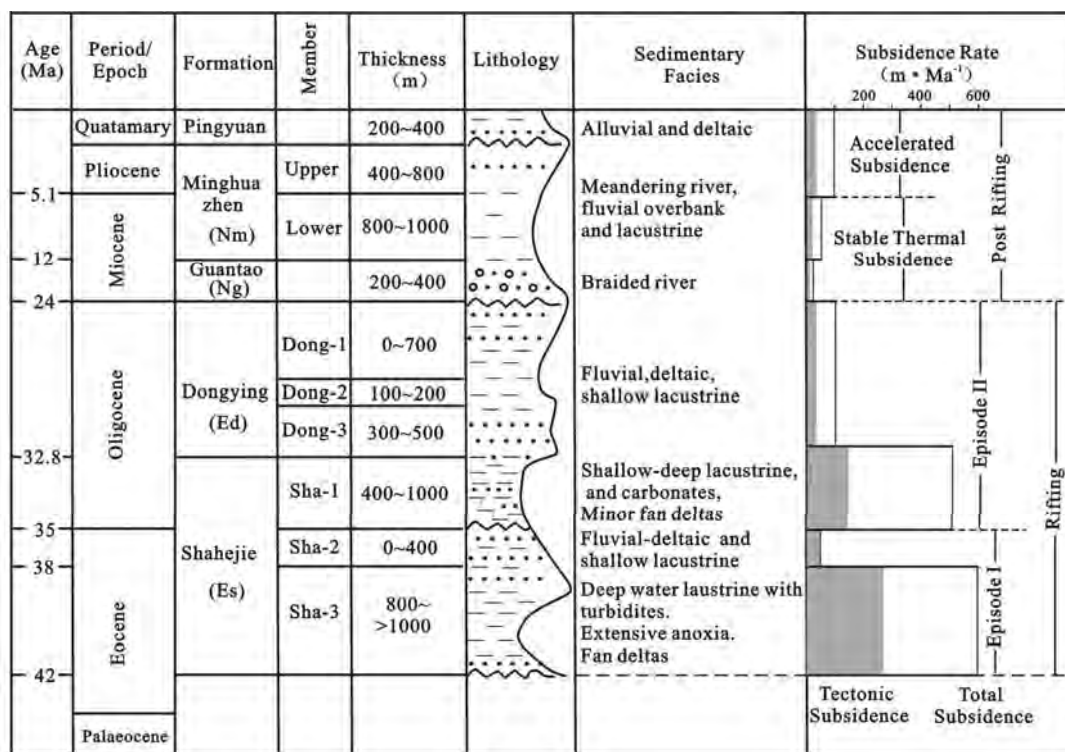 Age
(Ma)
Period/
Epoch
Formation
Member
Thickness
(m)
Lithology
Sedimentary
Facies
Subsidence Rate
(m · Ma⁻¹)
200 400 600
Quatamary
Pingyuan
200~400
Alluvial and deltaic
Pliocene
Upper
400~800
5.1
Minghua
zhen
(Nm)
Lower
800~1000
Meandering river,
fluvial overbank
and lacustrine
Accelerated
Subsidence
Stable Thermal
Subsidence
Post Rifting
12
Miocene
Guantao
(Ng)
200~400
Braided river
24
Oligocene
Dongying
(Ed)
Dong-1
0~700
Dong-2
100~200
Dong-3
300~500
Fluvial,deltaic,
shallow lacustrine
Episode II
Rifting
32.8
Sha-1
400~1000
Shallow-deep lacustrine,
and carbonates,
Minor fan deltas
35
Shahejie
(Es)
Sha-2
0~400
Fluvial-deltaic and
shallow lacustrine
38
Eocene
Sha-3
800~
>1000
Deep water laustrine with
turbidites.
Extensive anoxia.
Fan deltas
Episode I
42
Tectonic
Subsidence
Total
Subsidence
Palaeocene